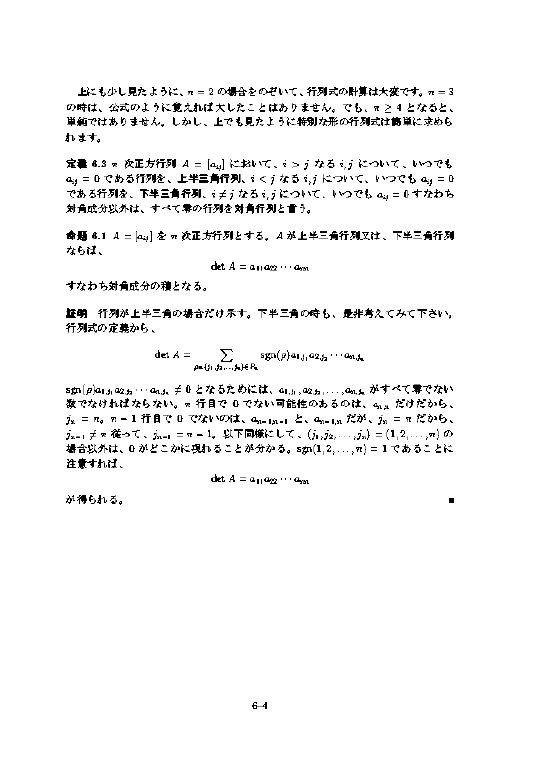 上にも少し見たように、n = 2 の場合をのぞいて、行列式の計算は大変です。n = 3
の時は、公式のように覚えれば大したことはありません。でも、n ≥ 4 となると、
単純ではありません。しかし、上でも見たように特別な形の行列式は簡単に求めら
れます。
定義 6.3 n 次正方行列 A = [a_{ij}] において、i > j なる i, j について、いつでも
a_{ij} = 0 である行列を、上半三角行列、i < j なる i, j について、いつでも a_{ij} = 0
である行列を、下半三角行列、i ≠ j なる i, j について、いつでも a_{ij} = 0 すなわち
対角成分以外は、すべて零の行列を対角行列と言う。
命題 6.1 A = [a_{ij}] を n 次正方行列とする。A が上半三角行列又は、下半三角行列
ならば、
det A = a_{11}a_{22} ··· a_{nn}
すなわち対角成分の積となる。
証明 行列が上半三角の場合だけ示す。下半三角の時も、是非考えてみて下さい。
行列式の定義から、
det A = ∑_{ρ=(j_1,j_2,...,j_n)∈P_n} sgn(ρ)a_{1,j_1}a_{2,j_2} ··· a_{n,j_n}
sgn(ρ)a_{1,j_1}a_{2,j_2} ··· a_{n,j_n} ≠ 0 となるためには、a_{1,j_1}, a_{2,j_2}, ..., a_{n,j_n} がすべて零でない
数でなければならない。n 行目で 0 でない可能性のあるのは、a_{n,n} だけだから、
j_n = n。n − 1 行目で 0 でないのは、a_{n−1,n−1} と、a_{n−1,n} だが、j_n = n だから、
j_{n−1} ≠ n 従って、j_{n−1} = n − 1。以下同様にして、(j_1, j_2, ..., j_n) = (1, 2, ..., n) の
場合以外は、0 がどこかに現れることが分かる。sgn(1, 2, ..., n) = 1 であることに
注意すれば、
det A = a_{11}a_{22} ··· a_{nn}
が得られる。 ■
6–4